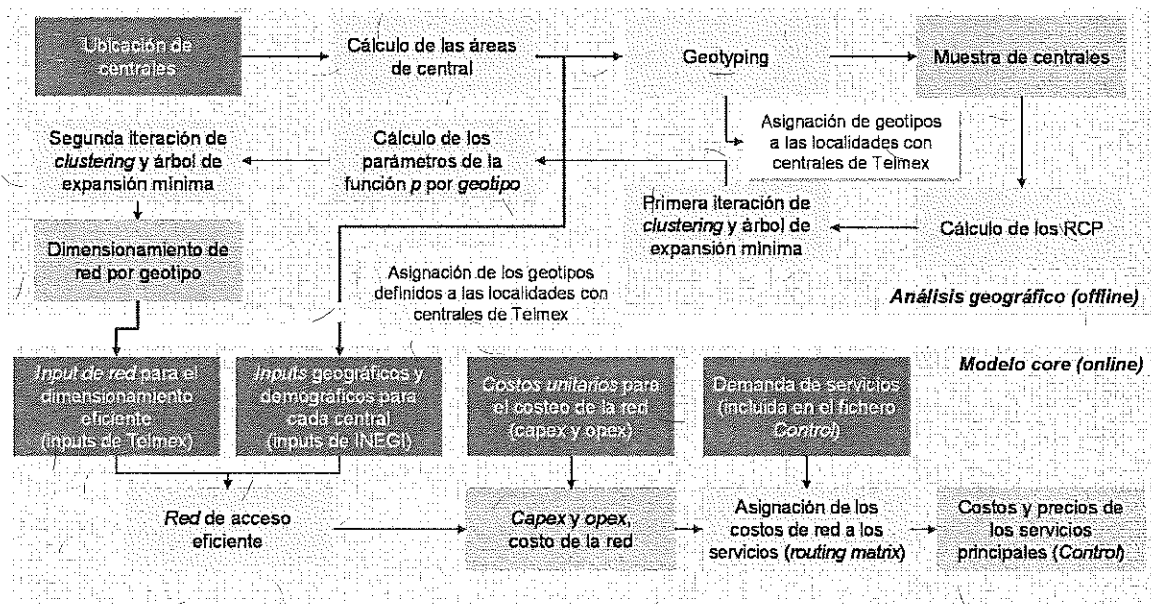 Ubicación de
centrales
Cálculo de las áreas
de central
Geotyping
Muestra de centrales
Segunda iteración de
clustering y árbol de
expansión mínima
Cálculo de los
parámetros de la
función p por geotipo
Asignación de geotipos
a las localidades con
centrales de Telmex
Primera iteración de
clustering y árbol de
expansión mínima
Cálculo de los RCP
Dimensionamiento de
red por geotipo
Asignación de los geotipos
definidos a las localidades con
centrales de Telmex
Análisis geográfico (offline)
Modelo core (online)
Input de red para el
dimensionamiento
eficiente
(inputs de Telmex)
Inputs geográficos y
demográficos para
cada central
(inputs de INEGI)
Costos unitarios para
el costeo de la red
(capex y opex)
Demanda de servicios
(incluida en el fichero
Control)
Red de acceso
eficiente
Capex y opex,
costo de la red
Asignación de los
costos de red a los
servicios (routing matrix)
Costos y precios de
los servicios
principales (Control)